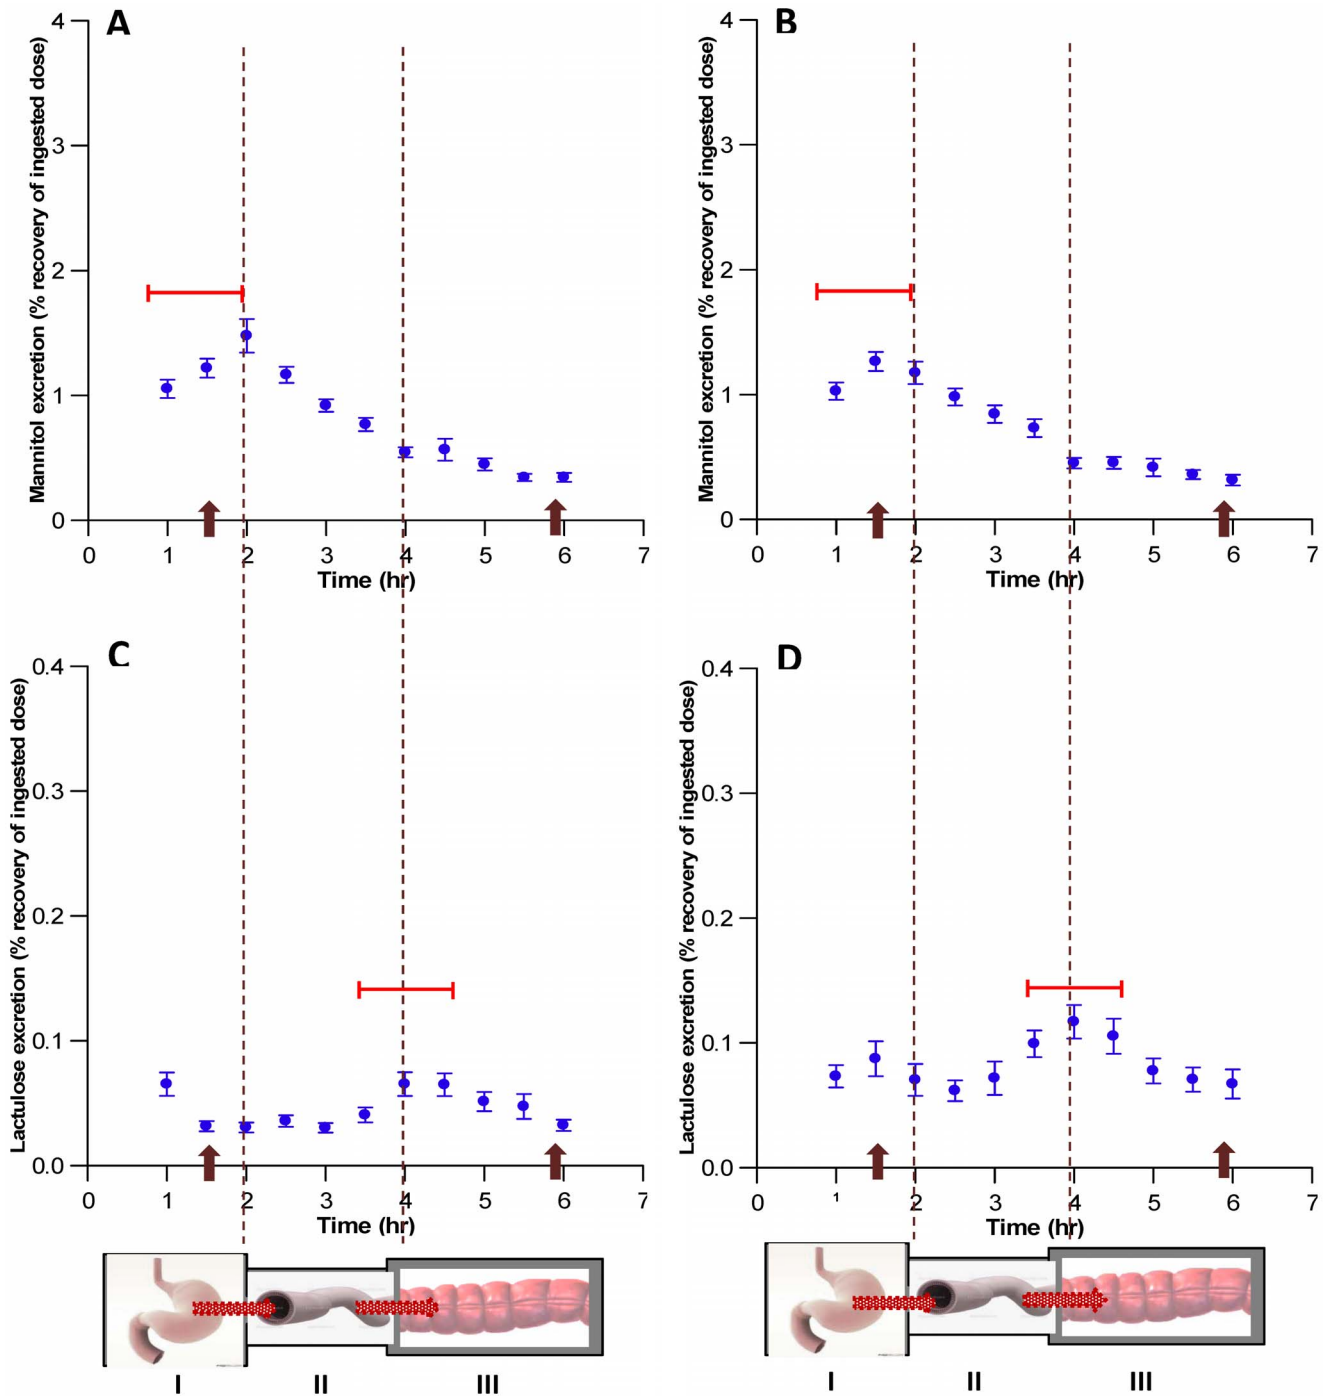 A
Mannitol excretion (% recovery of ingested dose)
4
3
2
1
0
0 1 2 3 4 5 6 7
Time (hr)
B
Mannitol excretion (% recovery of ingested dose)
4
3
2
1
0
0 1 2 3 4 5 6 7
Time (hr)
C
Lactulose excretion (% recovery of ingested dose)
0.4
0.3
0.2
0.1
0.0
0 1 2 3 4 5 6 7
Time (hr)
D
Lactulose excretion (% recovery of ingested dose)
0.4
0.3
0.2
0.1
0.0
0 1 2 3 4 5 6 7
Time (hr)
I II III
I II III